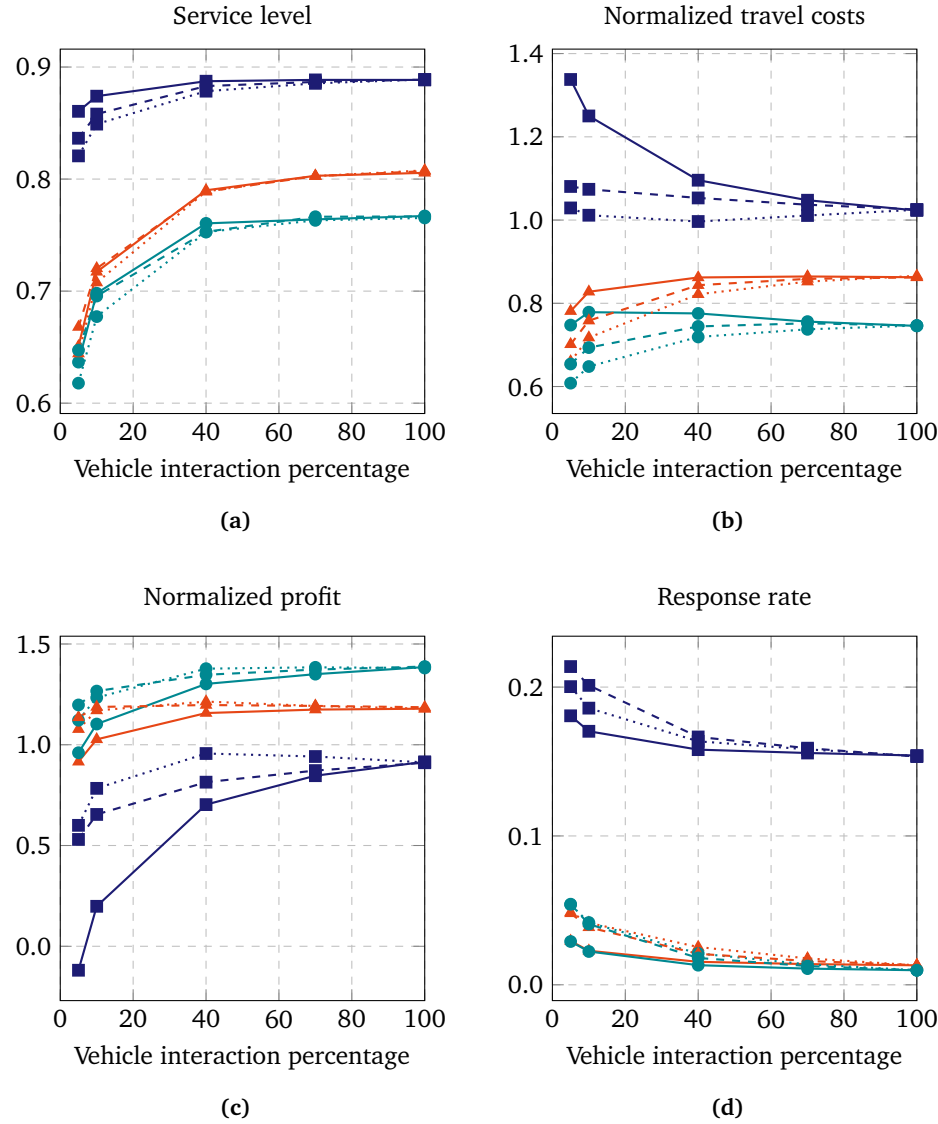 Service level
0.9
0.8
0.7
0.6
0 20 40 60 80 100
Vehicle interaction percentage
(a)
Normalized travel costs
1.4
1.2
1.0
0.8
0.6
0 20 40 60 80 100
Vehicle interaction percentage
(b)
Normalized profit
1.5
1.0
0.5
0.0
0 20 40 60 80 100
Vehicle interaction percentage
(c)
Response rate
0.2
0.1
0.0
0 20 40 60 80 100
Vehicle interaction percentage
(d)